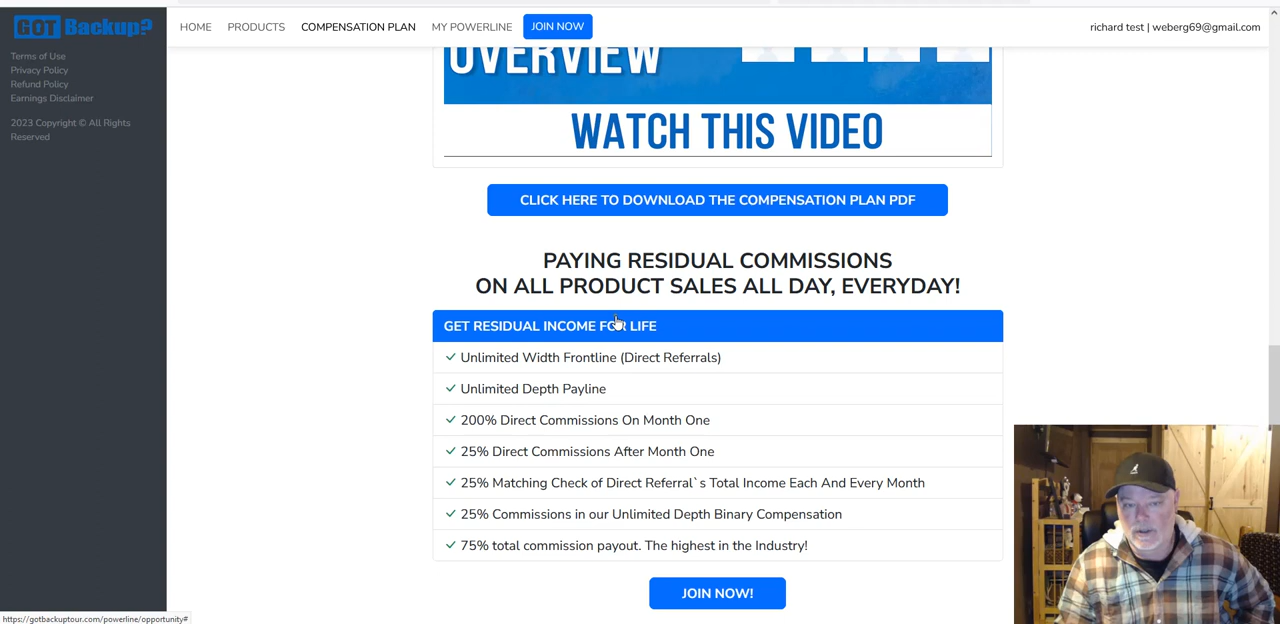 GOT Backup?
HOME
PRODUCTS
COMPENSATION PLAN
MY POWERLINE
JOIN NOW
richard test | weberg69@gmail.com
Terms of Use
Privacy Policy
Refund Policy
Earnings Disclaimer
2023 Copyright © All Rights
Reserved
OVERVIEW
WATCH THIS VIDEO
CLICK HERE TO DOWNLOAD THE COMPENSATION PLAN PDF
PAYING RESIDUAL COMMISSIONS
ON ALL PRODUCT SALES ALL DAY, EVERYDAY!
GET RESIDUAL INCOME FOR LIFE
Unlimited Width Frontline (Direct Referrals)
Unlimited Depth Payline
200% Direct Commissions On Month One
25% Direct Commissions After Month One
25% Matching Check of Direct Referral`s Total Income Each And Every Month
25% Commissions in our Unlimited Depth Binary Compensation
75% total commission payout. The highest in the Industry!
JOIN NOW!
https://gotbackuptour.com/powerline/opportunity#